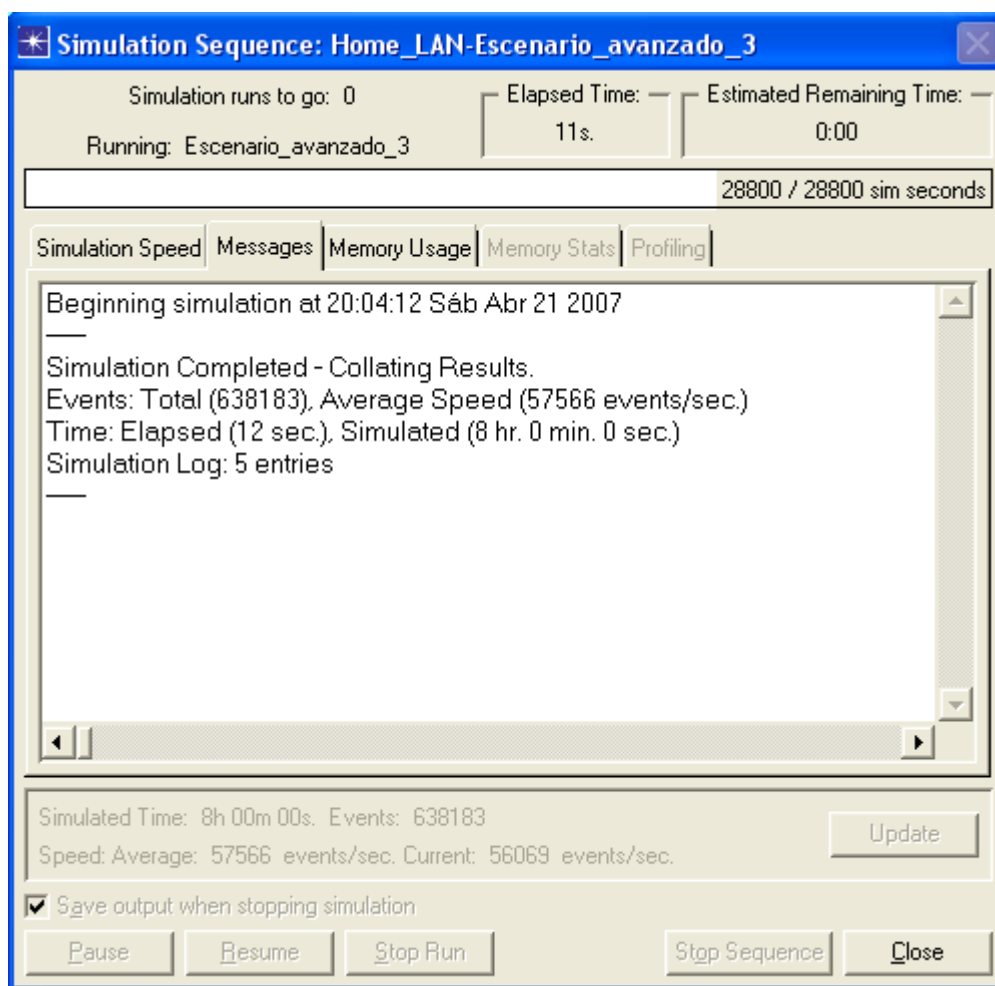 Simulation Sequence: Home_LAN-Escenario_avanzado_3
Simulation runs to go: 0
Running: Escenario_avanzado_3
Elapsed Time:
11s.
Estimated Remaining Time:
0:00
28800 / 28800 sim seconds
Simulation Speed Messages Memory Usage Memory Stats Profiling
Beginning simulation at 20:04:12 Sáb Abr 21 2007
Simulation Completed - Collating Results.
Events: Total (638183), Average Speed (57566 events/sec.)
Time: Elapsed (12 sec.), Simulated (8 hr. 0 min. 0 sec.)
Simulation Log: 5 entries
Simulated Time: 8h 00m 00s. Events: 638183
Speed: Average: 57566 events/sec. Current: 56069 events/sec.
Update
Save output when stopping simulation
Pause Resume Stop Run Stop Sequence Close